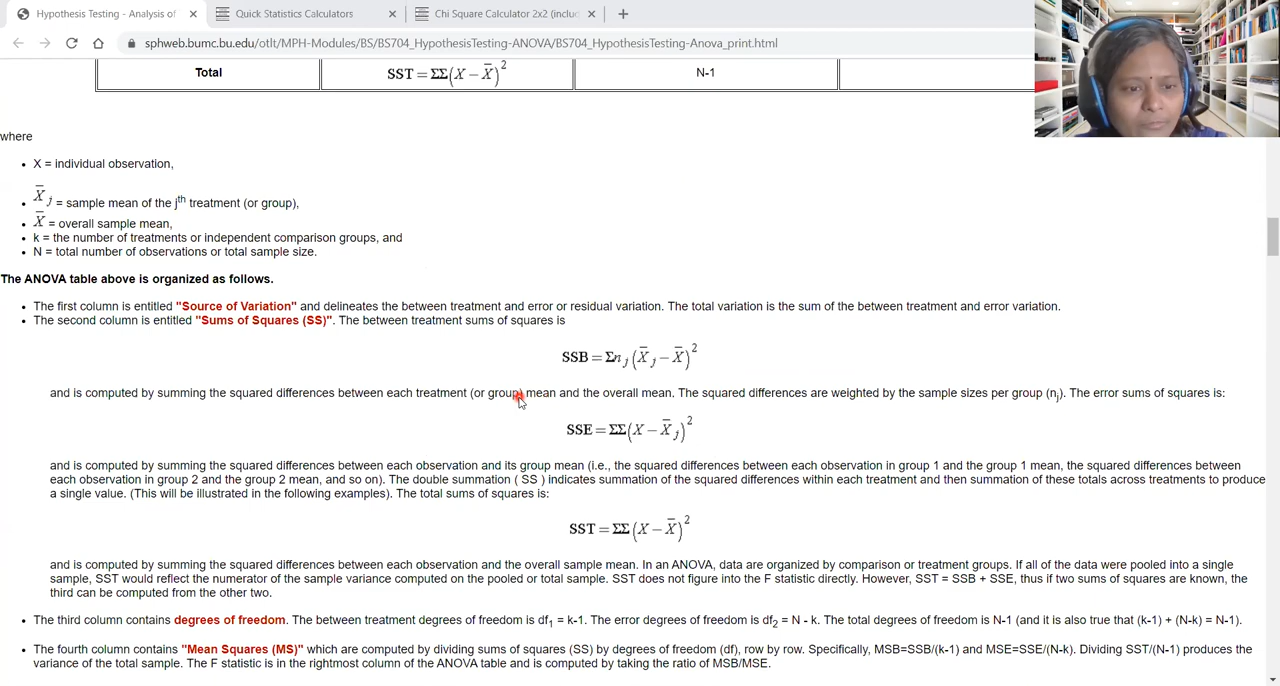 Hypothesis Testing - Analysis of
Quick Statistics Calculators
Chi Square Calculator 2x2 (inclu
sphweb.bumc.bu.edu/otlt/MPH-Modules/BS/BS704_HypothesisTesting-ANOVA/BS704_HypothesisTesting-Anova_print.html
Total SST = ΣΣ(X − X̄)² N-1
where
• X = individual observation,
• X̄ⱼ = sample mean of the jth treatment (or group),
• X̄ = overall sample mean,
• k = the number of treatments or independent comparison groups, and
• N = total number of observations or total sample size.
The ANOVA table above is organized as follows.
• The first column is entitled "Source of Variation" and delineates the between treatment and error or residual variation. The total variation is the sum of the between treatment and error variation.
• The second column is entitled "Sums of Squares (SS)". The between treatment sums of squares is
SSB = Σnⱼ(X̄ⱼ − X̄)²
and is computed by summing the squared differences between each treatment (or group) mean and the overall mean. The squared differences are weighted by the sample sizes per group (nⱼ). The error sums of squares is:
SSE = ΣΣ(X − X̄ⱼ)²
and is computed by summing the squared differences between each observation and its group mean (i.e., the squared differences between each observation in group 1 and the group 1 mean, the squared differences between
each observation in group 2 and the group 2 mean, and so on). The double summation ( SS ) indicates summation of the squared differences within each treatment and then summation of these totals across treatments to produce
a single value. (This will be illustrated in the following examples). The total sums of squares is:
SST = ΣΣ(X − X̄)²
and is computed by summing the squared differences between each observation and the overall sample mean. In an ANOVA, data are organized by comparison or treatment groups. If all of the data were pooled into a single
sample, SST would reflect the numerator of the sample variance computed on the pooled or total sample. SST does not figure into the F statistic directly. However, SST = SSB + SSE, thus if two sums of squares are known, the
third can be computed from the other two.
• The third column contains degrees of freedom. The between treatment degrees of freedom is df₁ = k-1. The error degrees of freedom is df₂ = N - k. The total degrees of freedom is N-1 (and it is also true that (k-1) + (N-k) = N-1).
• The fourth column contains "Mean Squares (MS)" which are computed by dividing sums of squares (SS) by degrees of freedom (df), row by row. Specifically, MSB=SSB/(k-1) and MSE=SSE/(N-k). Dividing SST/(N-1) produces the
variance of the total sample. The F statistic is in the rightmost column of the ANOVA table and is computed by taking the ratio of MSB/MSE.